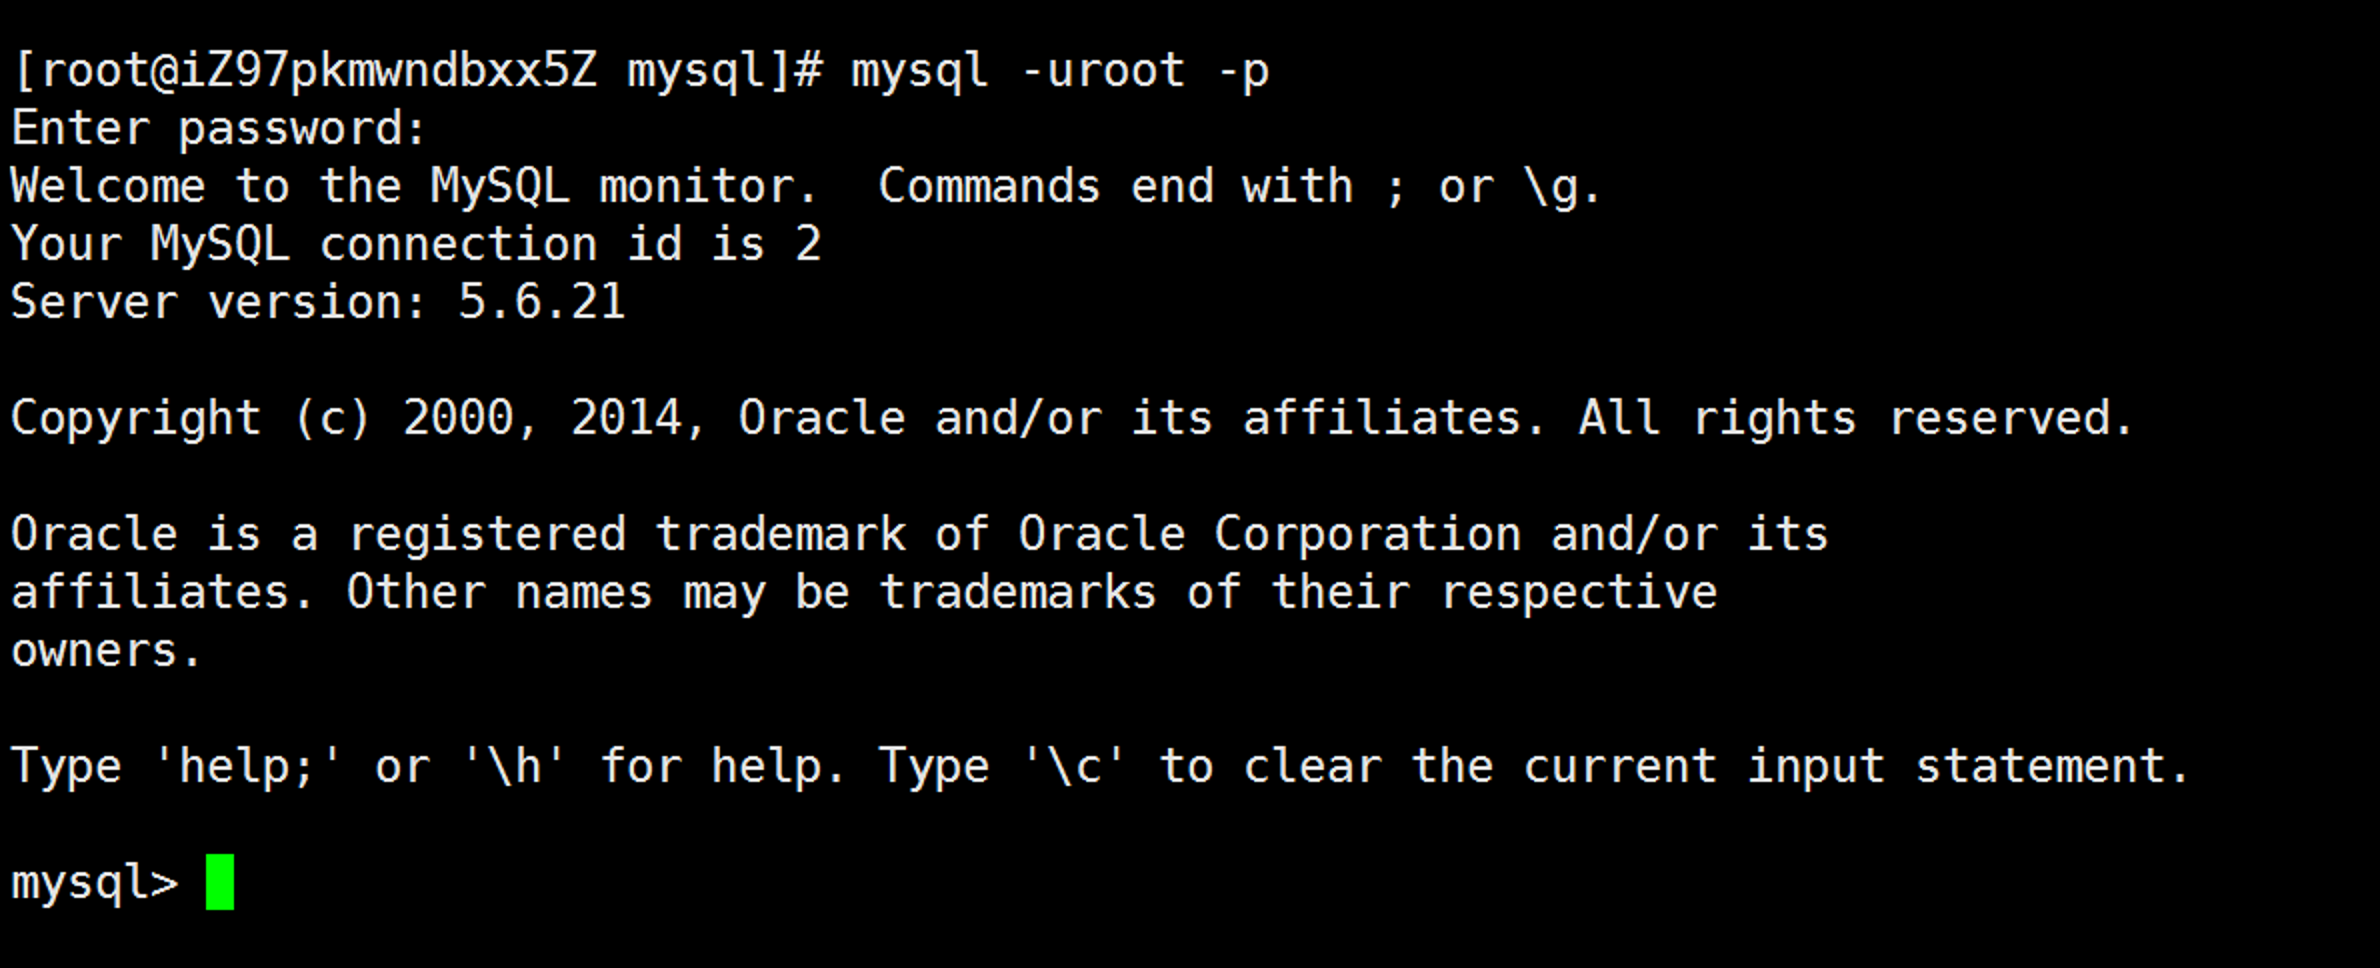 [root@iZ97pkmwndbxx5Z mysql]# mysql -uroot -p
Enter password:
Welcome to the MySQL monitor.  Commands end with ; or \g.
Your MySQL connection id is 2
Server version: 5.6.21
Copyright (c) 2000, 2014, Oracle and/or its affiliates. All rights reserved.
Oracle is a registered trademark of Oracle Corporation and/or its
affiliates. Other names may be trademarks of their respective
owners.
Type 'help;' or '\h' for help. Type '\c' to clear the current input statement.
mysql>